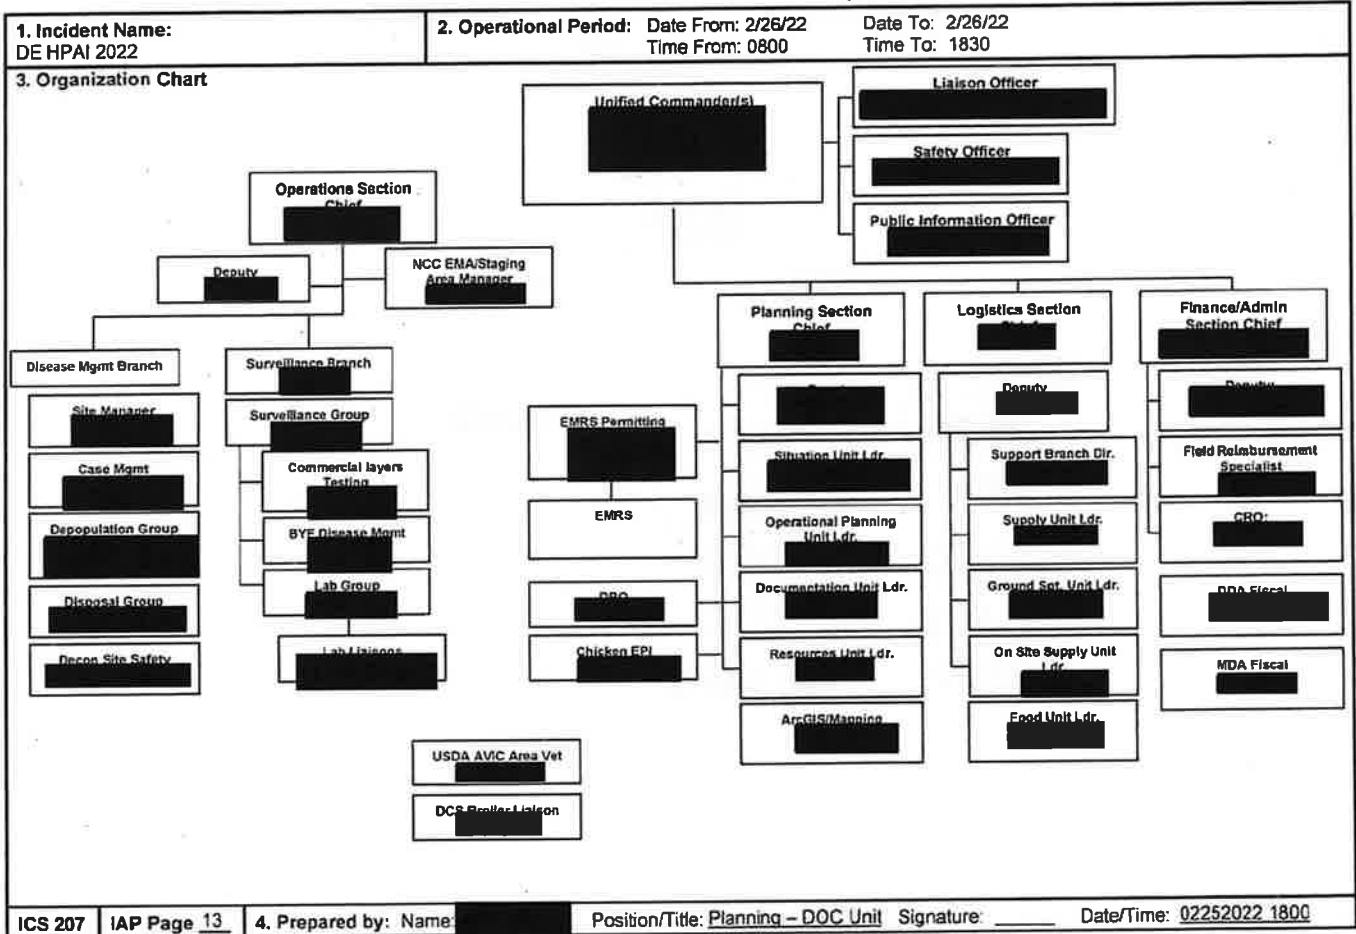 1. Incident Name:
DE HPAI 2022
2. Operational Period: Date From: 2/26/22 Date To: 2/26/22
Time From: 0800 Time To: 1830
3. Organization Chart
Unified Commander(s)
Liaison Officer
Safety Officer
Public Information Officer
Operations Section
Chief
Deputy
NCC EMA/Staging
Area Manager
Disease Mgmt Branch
Site Manager
Case Mgmt
Depopulation Group
Disposal Group
Decon Site Safety
Surveillance Branch
Surveillance Group
Commercial layers
Testing
BYF Disease Mgmt
Lab Group
Lab Liaisons
Planning Section
Chief
EMRS Permitting
EMRS
Chicken EPI
Situation Unit Ldr.
Operational Planning
Unit Ldr.
Documentation Unit Ldr.
Resources Unit Ldr.
ArcGIS/Mapping
Logistics Section
Deputy
Support Branch Dir.
Supply Unit Ldr.
Ground Spt. Unit Ldr.
On Site Supply Unit
Ldr.
Food Unit Ldr.
Finance/Admin
Section Chief
Field Reimbursement
Specialist
CRO:
DDA Fiscal
MDA Fiscal
USDA AVIC Area Vet
DCS Broiler Liaison
ICS 207 IAP Page 13 4. Prepared by: Name: Position/Title: Planning – DOC Unit Signature: Date/Time: 02252022 1800